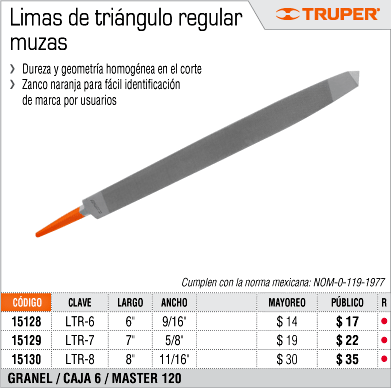 Limas de triángulo regular
muzas
TRUPER®
❯ Dureza y geometría homogénea en el corte
❯ Zanco naranja para fácil identificación
de marca por usuarios
Cumplen con la norma mexicana: NOM-0-119-1977
CÓDIGO CLAVE LARGO ANCHO MAYOREO PÚBLICO R
15128 LTR-6 6" 9/16" $ 14 $ 17 ●
15129 LTR-7 7" 5/8" $ 19 $ 22 ●
15130 LTR-8 8" 11/16" $ 30 $ 35 ●
GRANEL / CAJA 6 / MASTER 120